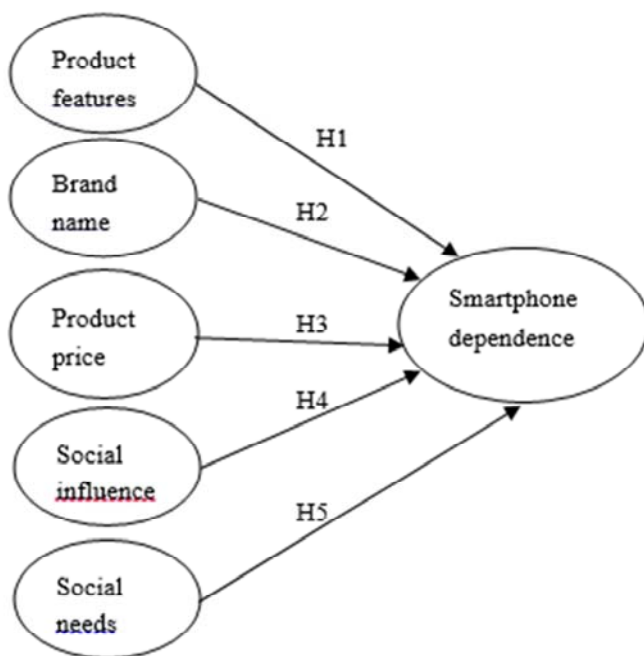 Product
features
H1
Brand
name
H2
Smartphone
dependence
Product
price
H3
H4
Social
influence
H5
Social
needs